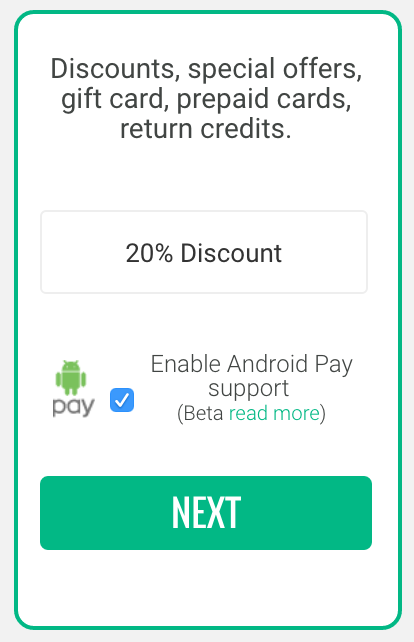 Discounts, special offers,
gift card, prepaid cards,
return credits.
20% Discount
Enable Android Pay
support
pay
(Beta read more)
NEXT